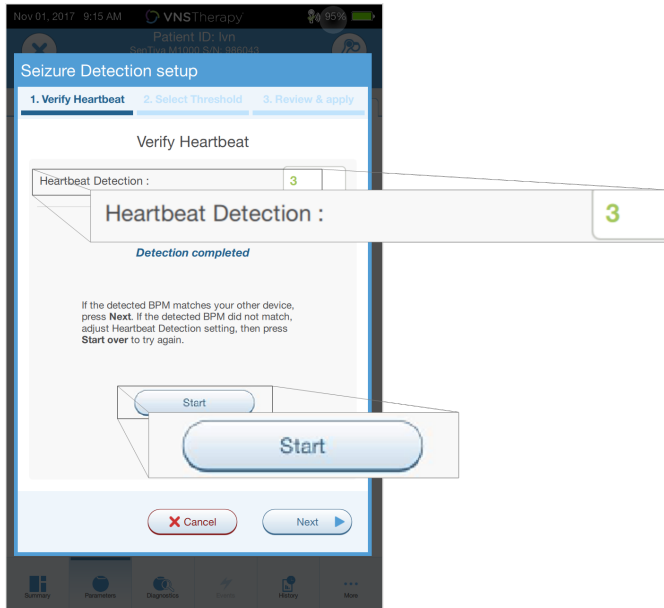 Nov 01, 2017 9:15 AM VNSTherapy 95%
Patient ID: lvn
SenTiva M1000 S/N: 986043
Seizure Detection setup
1. Verify Heartbeat 2. Select Threshold 3. Review & apply
Verify Heartbeat
Heartbeat Detection : 3
Heartbeat Detection : 3
Detection completed
If the detected BPM matches your other device,
press Next. If the detected BPM did not match,
adjust Heartbeat Detection setting, then press
Start over to try again.
Start
Start
Cancel Next
Summary Parameters Diagnostics Events History More